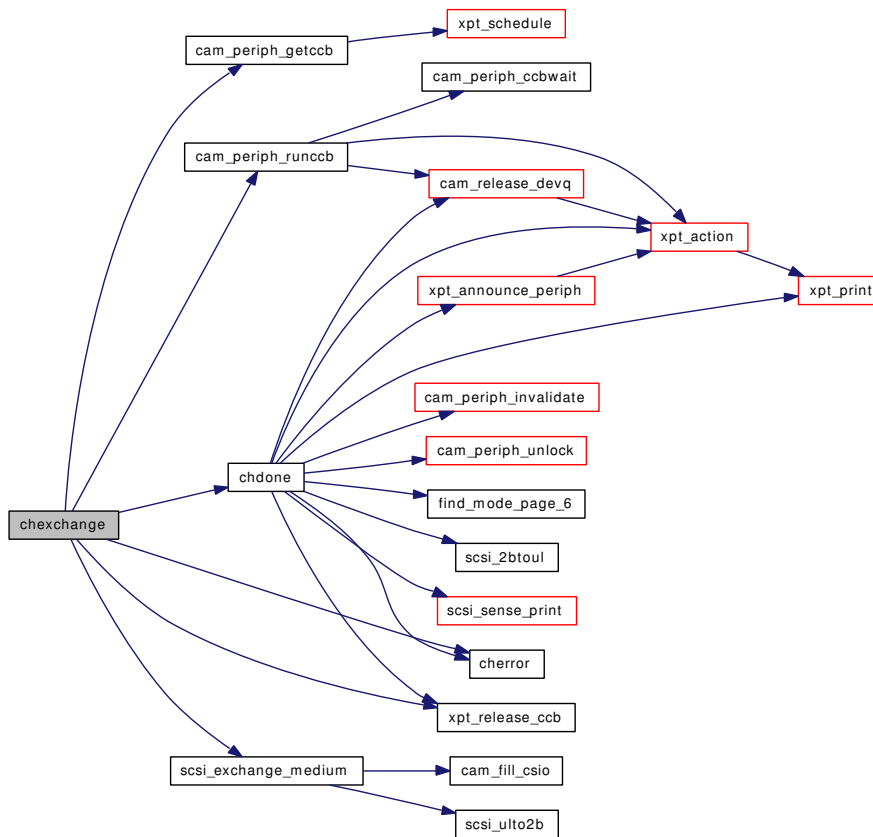 xpt_schedule
cam_periph_getccb
cam_periph_ccbwait
cam_periph_runccb
cam_release_devq
xpt_action
xpt_announce_periph
xpt_print
cam_periph_invalidate
cam_periph_unlock
chdone
find_mode_page_6
chexchange
scsi_2btoul
scsi_sense_print
cherror
xpt_release_ccb
scsi_exchange_medium
cam_fill_csio
scsi_ulto2b